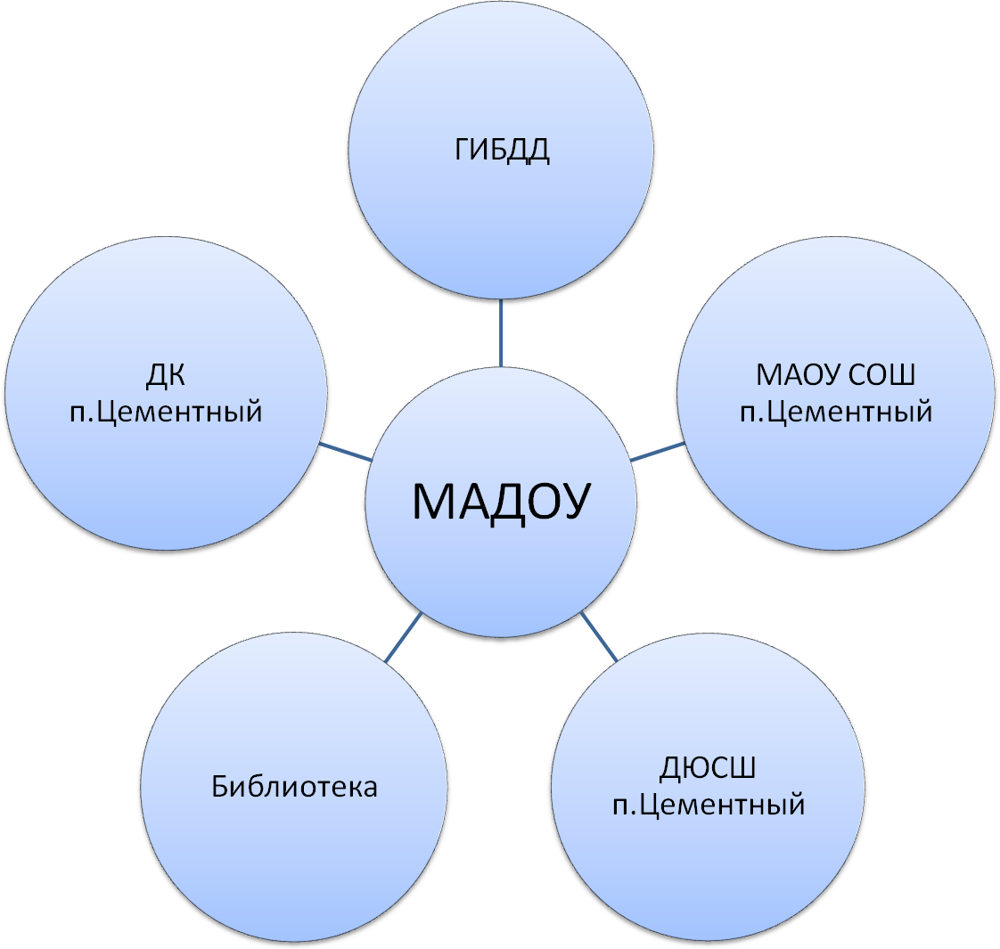 ГИБДД
ДК
п.Цементный
МАОУ СОШ
п.Цементный
МАДОУ
Библиотека
ДЮСШ
п.Цементный